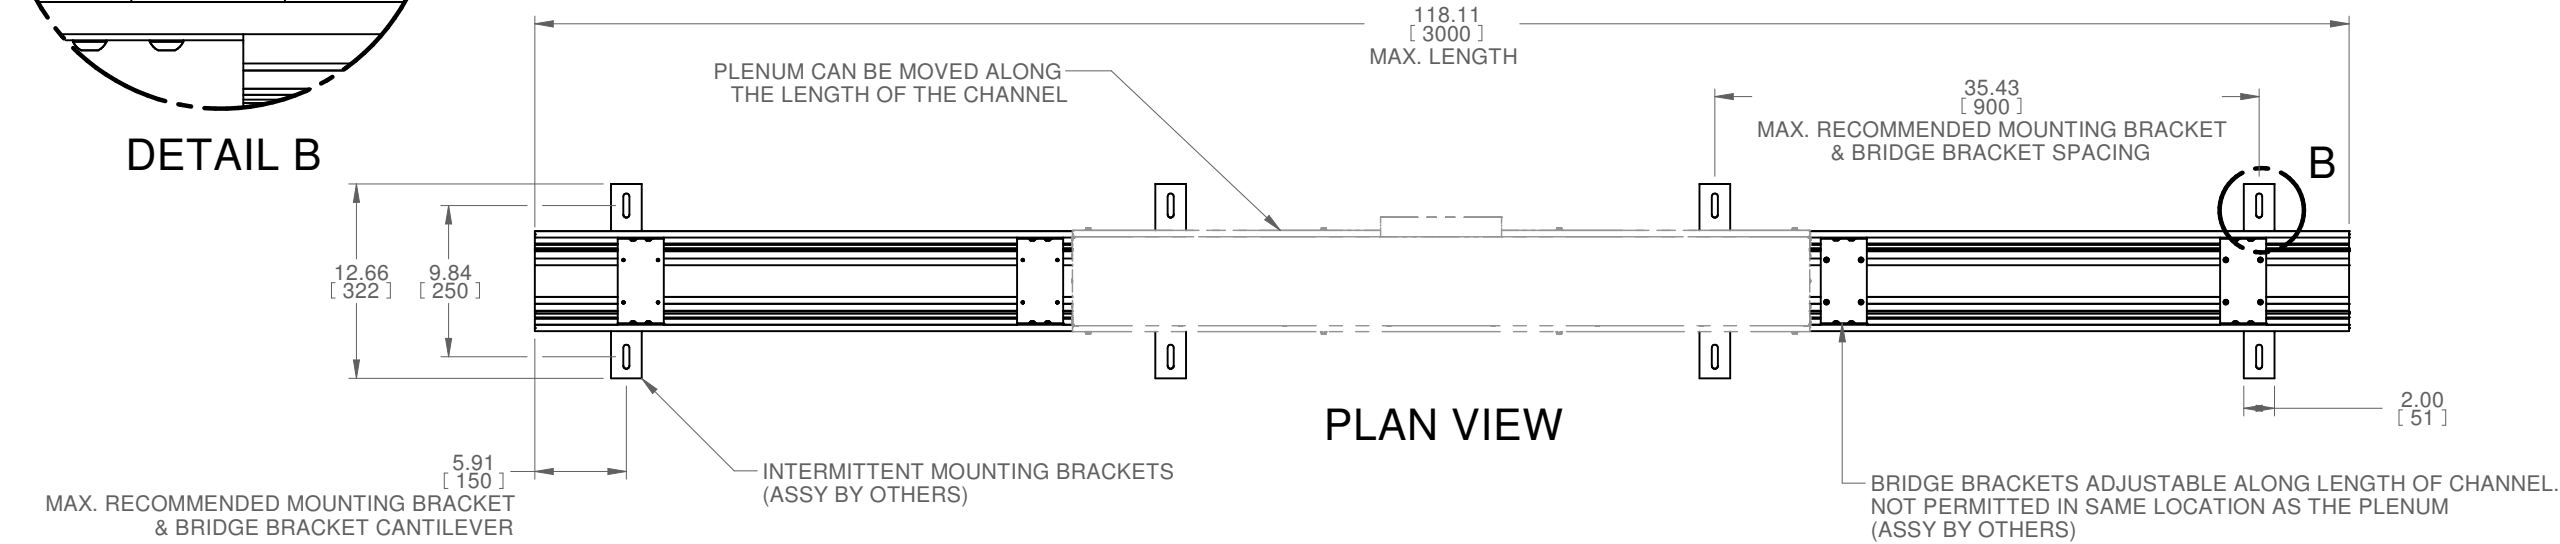 118.11
[ 3000 ]
MAX. LENGTH
PLENUM CAN BE MOVED ALONG
THE LENGTH OF THE CHANNEL
35.43
[ 900 ]
MAX. RECOMMENDED MOUNTING BRACKET
& BRIDGE BRACKET SPACING
DETAIL B
B
12.66
[ 322 ]
9.84
[ 250 ]
PLAN VIEW
2.00
[ 51 ]
5.91
[ 150 ]
MAX. RECOMMENDED MOUNTING BRACKET
& BRIDGE BRACKET CANTILEVER
INTERMITTENT MOUNTING BRACKETS
(ASSY BY OTHERS)
BRIDGE BRACKETS ADJUSTABLE ALONG LENGTH OF CHANNEL.
NOT PERMITTED IN SAME LOCATION AS THE PLENUM
(ASSY BY OTHERS)